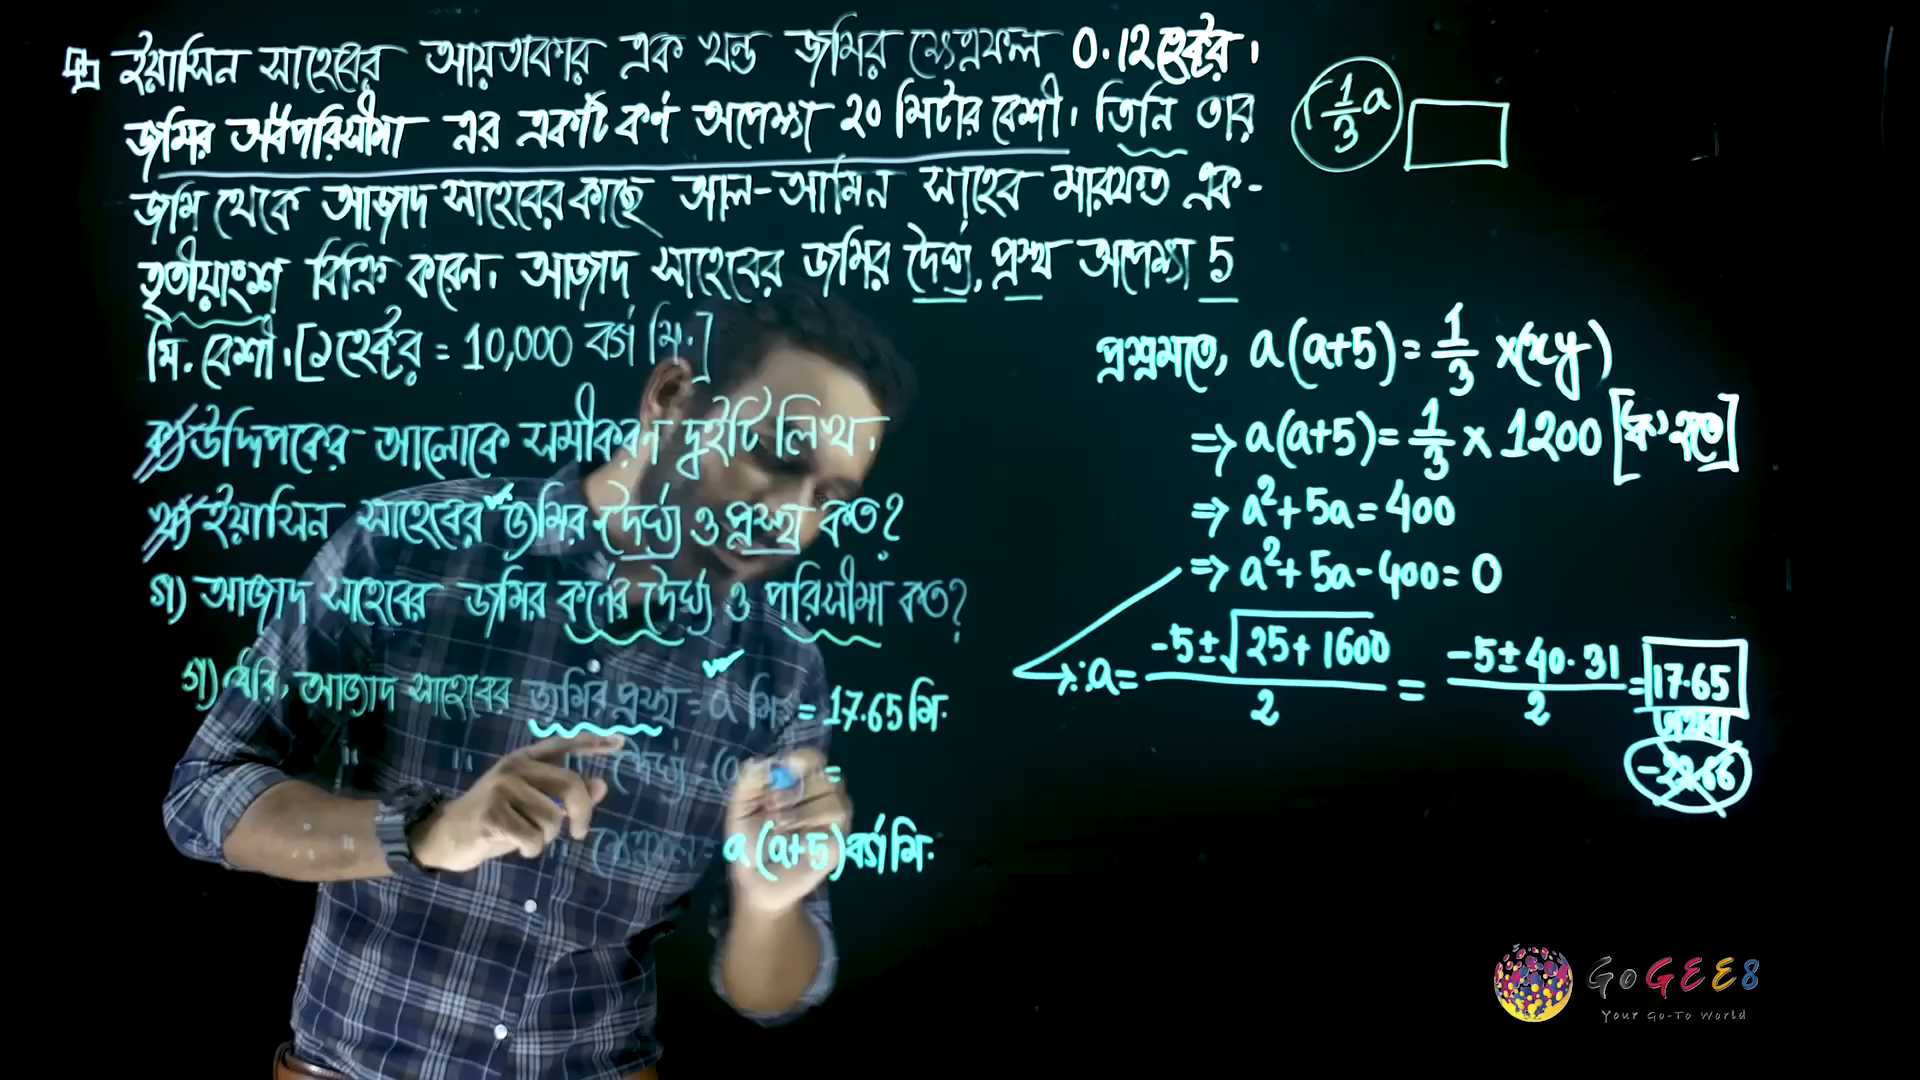 প্রঃ ইয়াসিন সাহেবের আয়তাকার এক খন্ড জমির ক্ষেত্রফল 0.12 হেক্টর।
জমির অর্ধপরিসীমা এর একটি কর্ণ অপেক্ষা ২০ মিটার বেশী। তিনি তার
জমি থেকে আজাদ সাহেবের কাছে আল-আমিন সাহেব মারফত এক-
তৃতীয়াংশ বিক্রি করেন। আজাদ সাহেবের জমির দৈর্ঘ্য, প্রস্থ অপেক্ষা 5
মি. বেশী। [১ হেক্টর = 10,000 বর্গ মি.]
ক) উদ্দিপকের আলোকে সমীকরণ দুইটি লিখ।
খ) ইয়াসিন সাহেবের জমির দৈর্ঘ্য ও প্রস্থ কত?
গ) আজাদ সাহেবের জমির কর্ণের দৈর্ঘ্য ও পরিসীমা কত?
গ) ধরি, আজাদ সাহেবের জমির প্রস্থ = a মি. = 17.65 মি.
" " " দৈর্ঘ্য =
ক্ষেত্রফল = a(a+5) বর্গ মি.
1/3 a
প্রশ্নমতে, a(a+5) = 1/3 ×(xy)
⇒ a(a+5) = 1/3 × 1200 ['ক' হতে]
⇒ a²+5a = 400
⇒ a²+5a-400 = 0
→∴ a = (-5±√(25+1600))/2 = (-5±40.31)/2 = 17.65
অথবা
GoGEE8
Your Go-To World